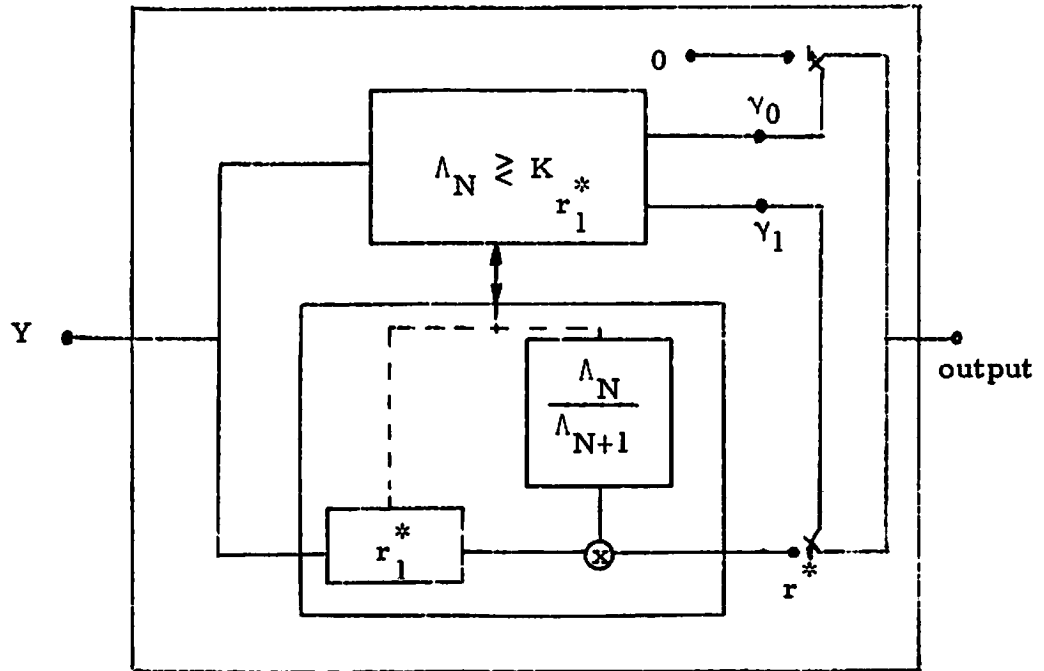 0
γ₀
Λ_N ≷ K_{r₁*}
γ₁
Y
Λ_N
Λ_{N+1}
output
r₁*
x
r*